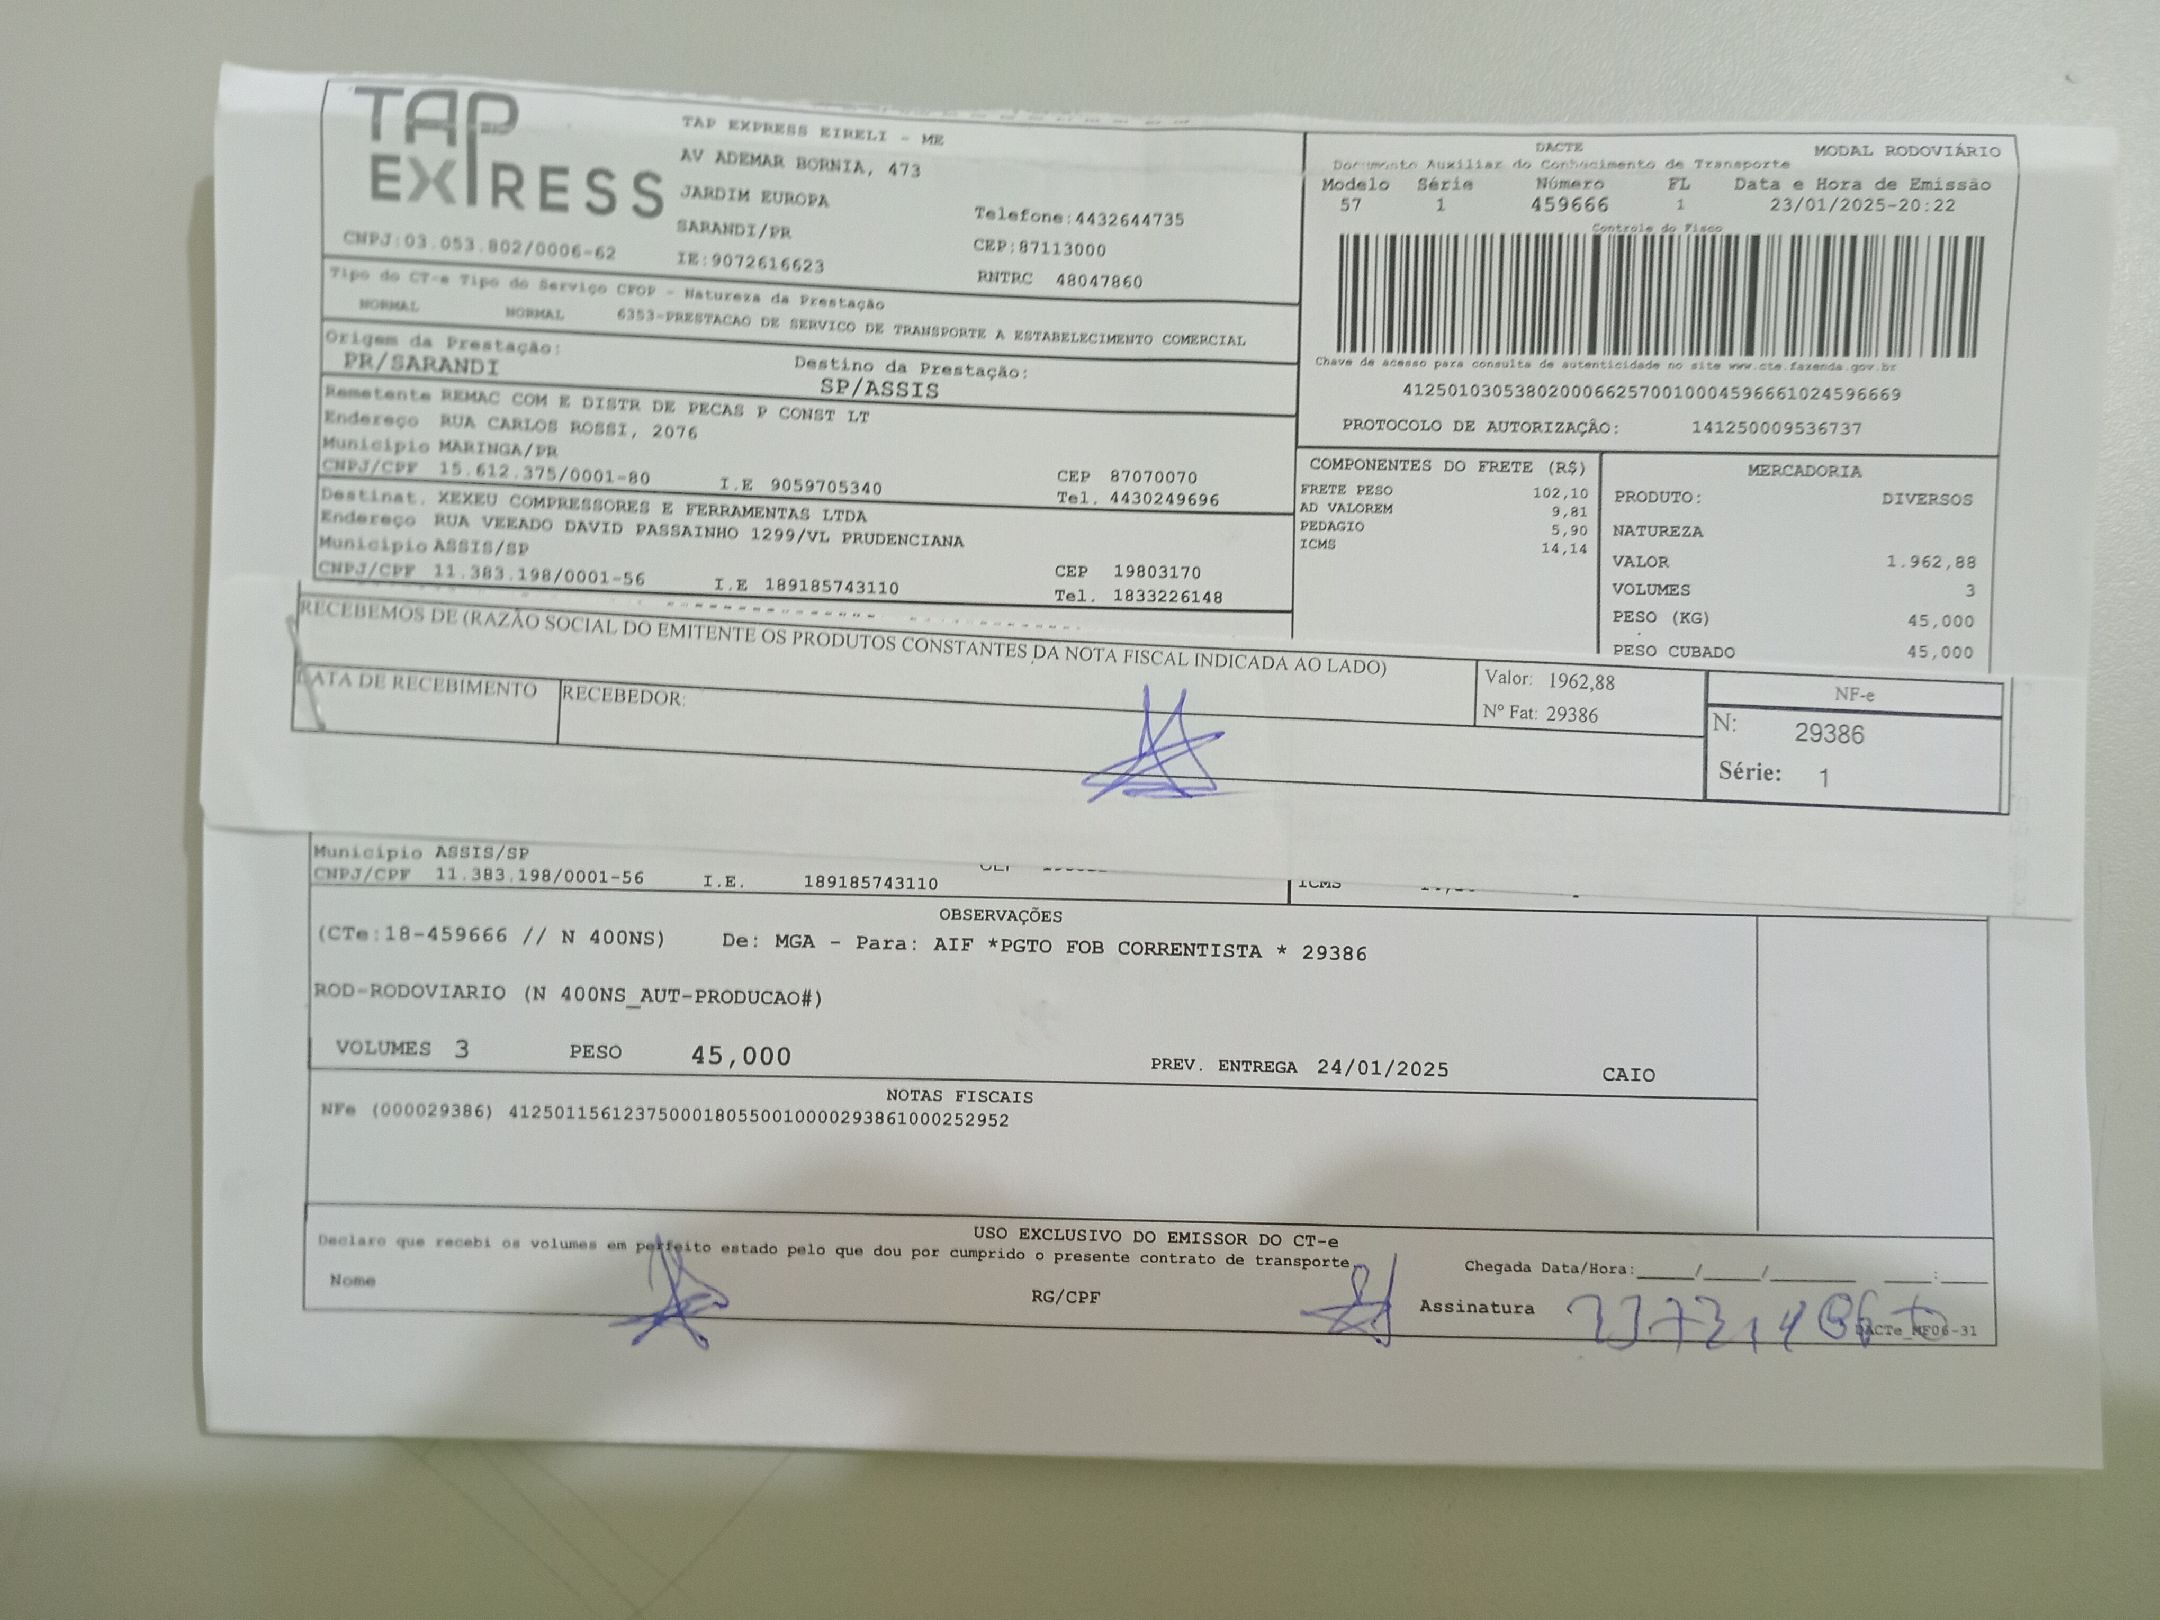 TAP
EXPRESS
TAP EXPRESS EIRELI - ME
AV ADEMAR BORNIA, 473
JARDIM EUROPA
SARANDI/PR
IE:9072616623
Telefone:4432644735
CEP:87113000
RNTRC 48047860
CNPJ:03.053.802/0006-62
DACTE
MODAL RODOVIÁRIO
Documento Auxiliar do Conhecimento de Transporte
Modelo Série Número FL Data e Hora de Emissão
57 1 459666 1 23/01/2025-20:22
Controle do Fisco
Chave de acesso para consulta de autenticidade no site www.cte.fazenda.gov.br
41250103053802000662570010004596661024596669
PROTOCOLO DE AUTORIZAÇÃO: 141250009536737
Tipo do CT-e Tipo do Serviço CFOP - Natureza da Prestação
NORMAL NORMAL 6353-PRESTACAO DE SERVICO DE TRANSPORTE A ESTABELECIMENTO COMERCIAL
Origem da Prestação: Destino da Prestação:
PR/SARANDI SP/ASSIS
Remetente REMAC COM E DISTR DE PECAS P CONST LT
Endereço RUA CARLOS ROSSI, 2076
Municipio MARINGA/PR CEP 87070070
CNPJ/CPF 15.612.375/0001-80 I.E 9059705340 Tel. 4430249696
Destinat. XEXEU COMPRESSORES E FERRAMENTAS LTDA
Endereço RUA VEEADO DAVID PASSAINHO 1299/VL PRUDENCIANA
Municipio ASSIS/SP CEP 19803170
CNPJ/CPF 11.383.198/0001-56 I.E 189185743110 Tel. 1833226148
COMPONENTES DO FRETE (R$)
FRETE PESO 102,10
AD VALOREM 9,81
PEDAGIO 5,90
ICMS 14,14
MERCADORIA
PRODUTO: DIVERSOS
NATUREZA
VALOR 1.962,88
VOLUMES 3
PESO (KG) 45,000
PESO CUBADO 45,000
RECEBEMOS DE (RAZÃO SOCIAL DO EMITENTE OS PRODUTOS CONSTANTES DA NOTA FISCAL INDICADA AO LADO)
DATA DE RECEBIMENTO RECEBEDOR:
Valor: 1962,88
Nº Fat: 29386
NF-e
N: 29386
Série: 1
Municipio ASSIS/SP
CNPJ/CPF 11.383.198/0001-56 I.E. 189185743110
ICMS
OBSERVAÇÕES
(CTe:18-459666 // N 400NS) De: MGA - Para: AIF *PGTO FOB CORRENTISTA * 29386
ROD-RODOVIARIO (N 400NS_AUT-PRODUCAO#)
VOLUMES 3 PESO 45,000 PREV. ENTREGA 24/01/2025 CAIO
NOTAS FISCAIS
NFe (000029386) 41250115612375000180550010000293861000252952
USO EXCLUSIVO DO EMISSOR DO CT-e
Declaro que recebi os volumes em perfeito estado pelo que dou por cumprido o presente contrato de transporte
Chegada Data/Hora:____/____/______ ___:___
Nome RG/CPF Assinatura
DACTe_MF06-31